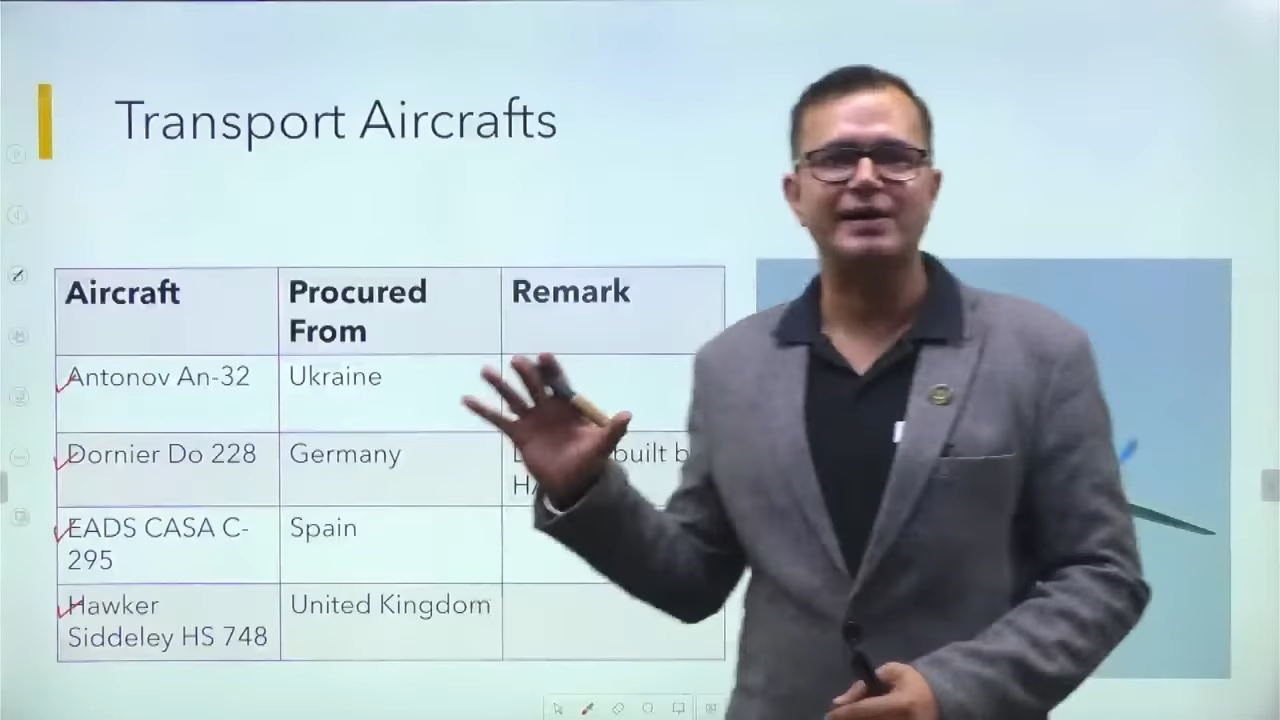 Transport Aircrafts
Aircraft
Procured
From
Remark
Antonov An-32
Ukraine
Dornier Do 228
Germany
built
EADS CASA C-
295
Spain
Hawker
Siddeley HS 748
United Kingdom